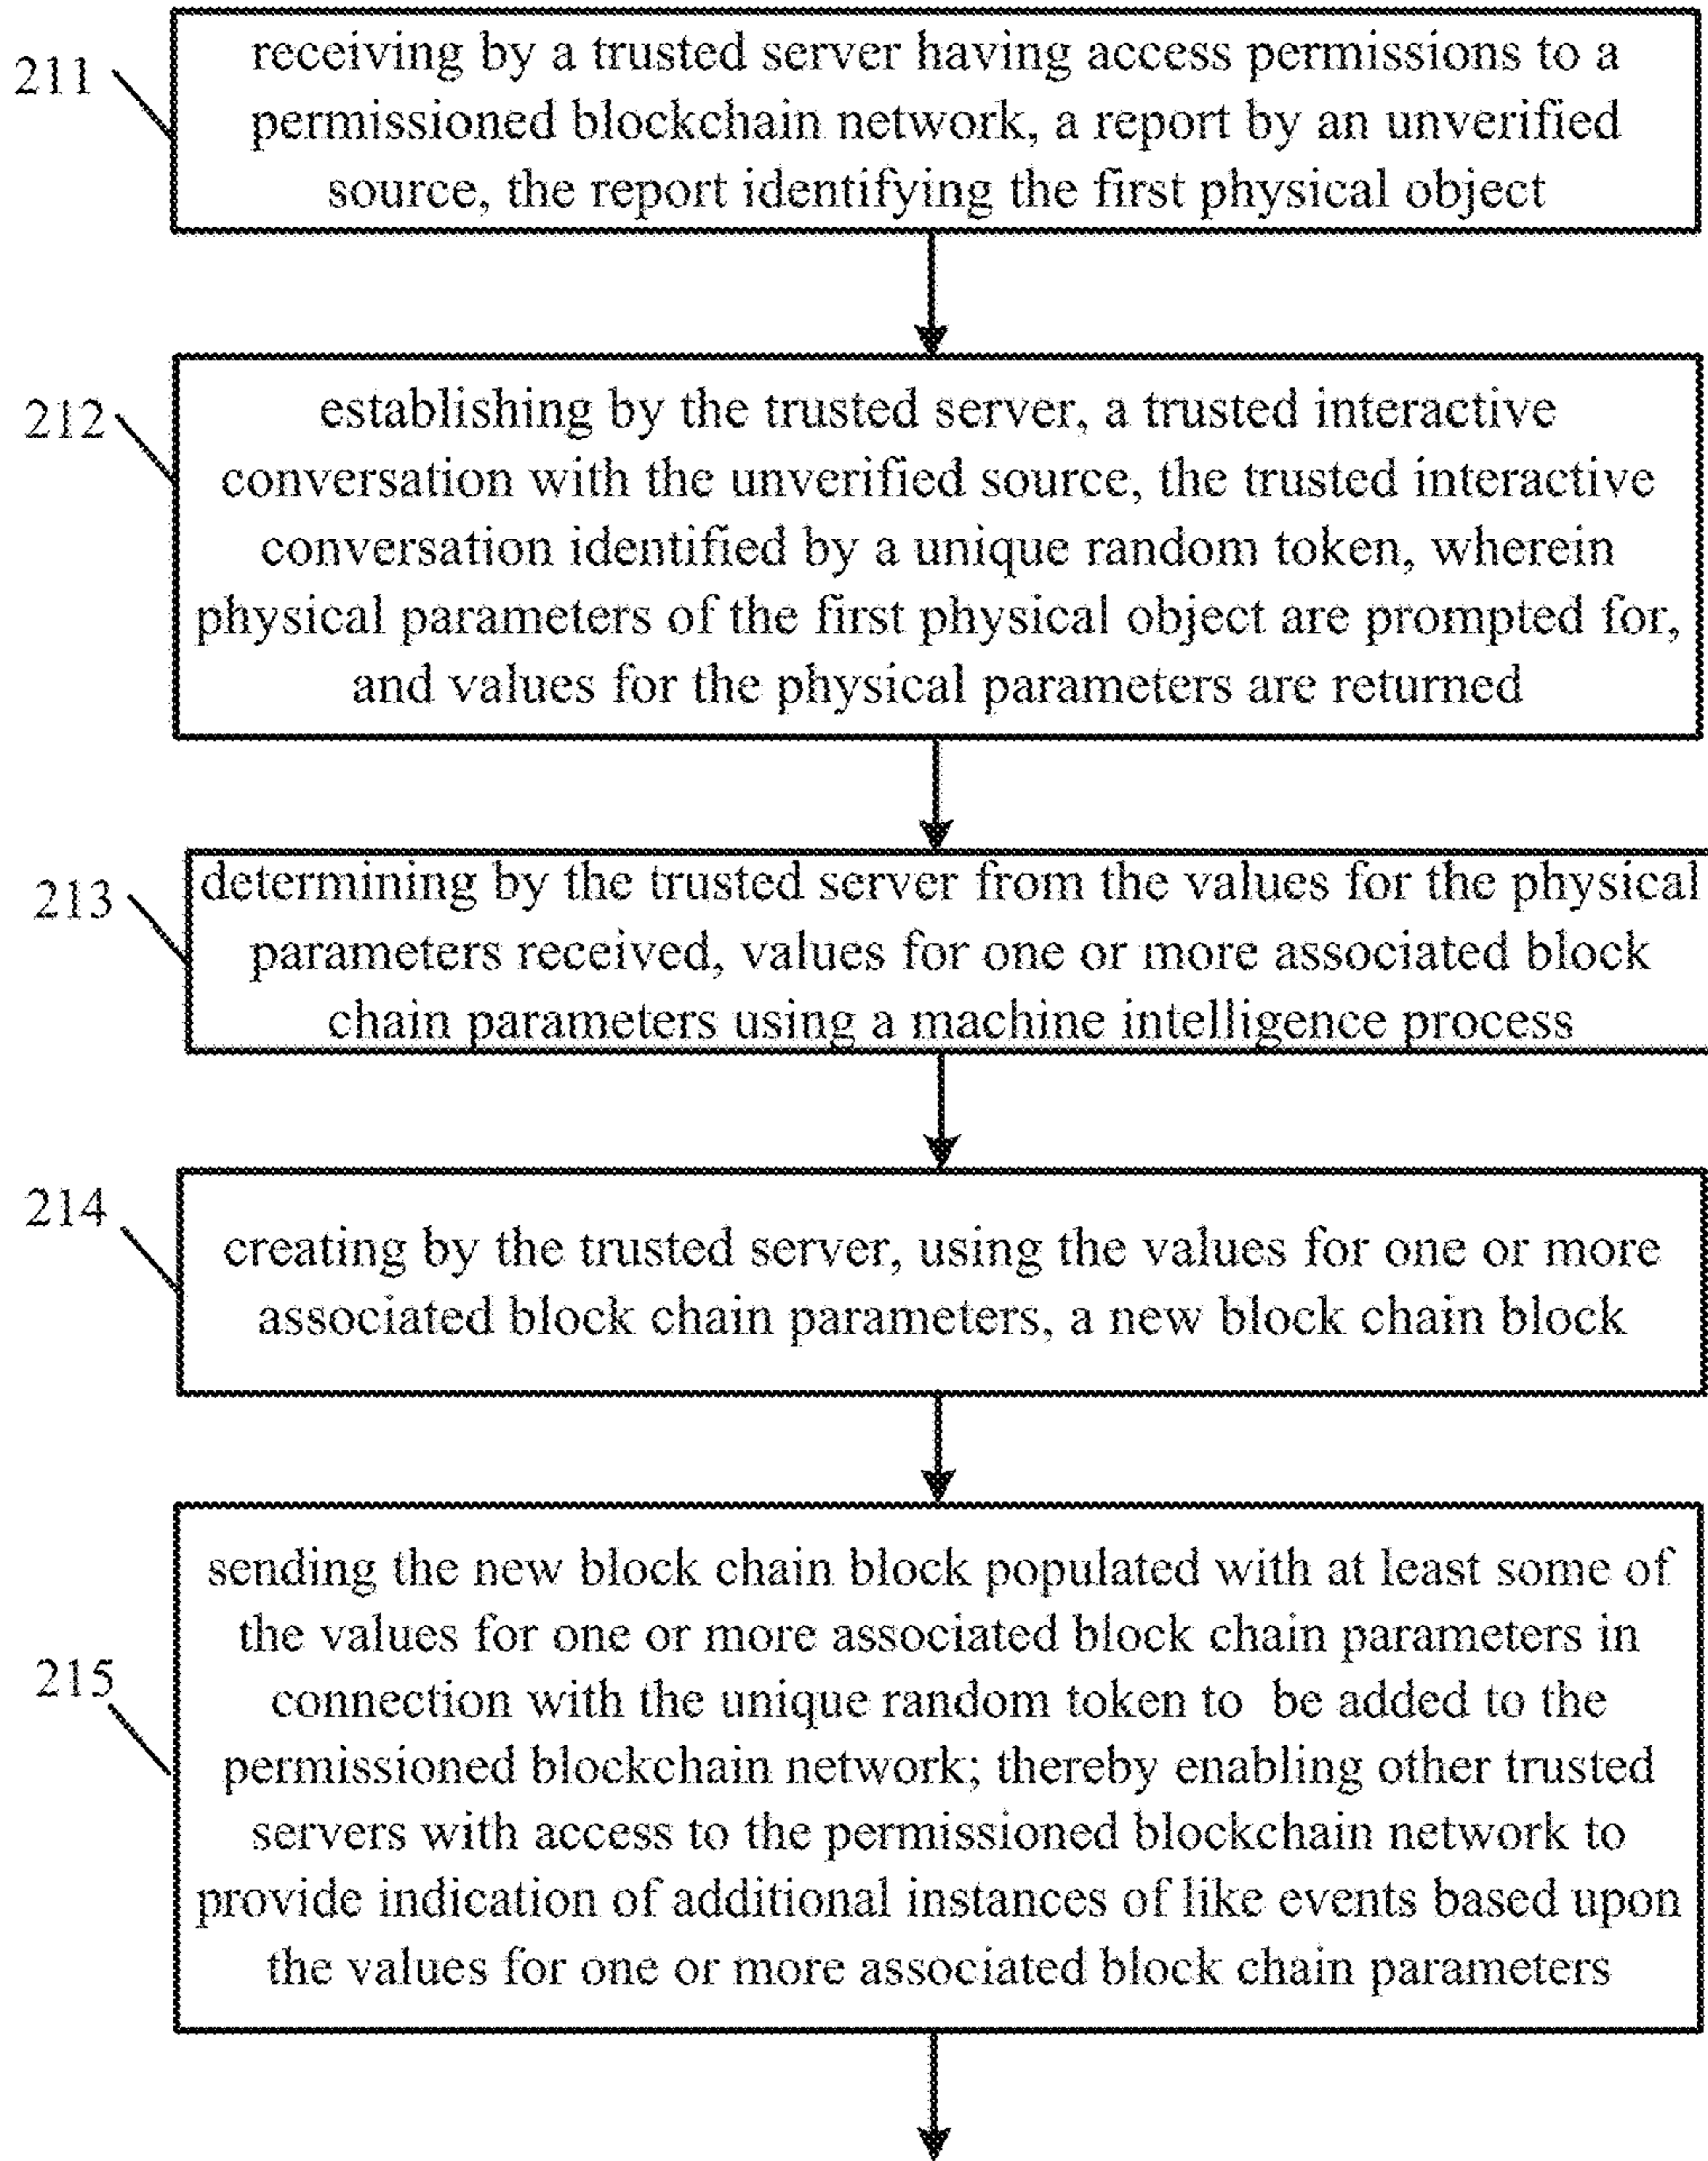 211
receiving by a trusted server having access permissions to a
permissioned blockchain network, a report by an unverified
source, the report identifying the first physical object
212
establishing by the trusted server, a trusted interactive
conversation with the unverified source, the trusted interactive
conversation identified by a unique random token, wherein
physical parameters of the first physical object are prompted for,
and values for the physical parameters are returned
213
determining by the trusted server from the values for the physical
parameters received, values for one or more associated block
chain parameters using a machine intelligence process
214
creating by the trusted server, using the values for one or more
associated block chain parameters, a new block chain block
215
sending the new block chain block populated with at least some of
the values for one or more associated block chain parameters in
connection with the unique random token to be added to the
permissioned blockchain network; thereby enabling other trusted
servers with access to the permissioned blockchain network to
provide indication of additional instances of like events based upon
the values for one or more associated block chain parameters